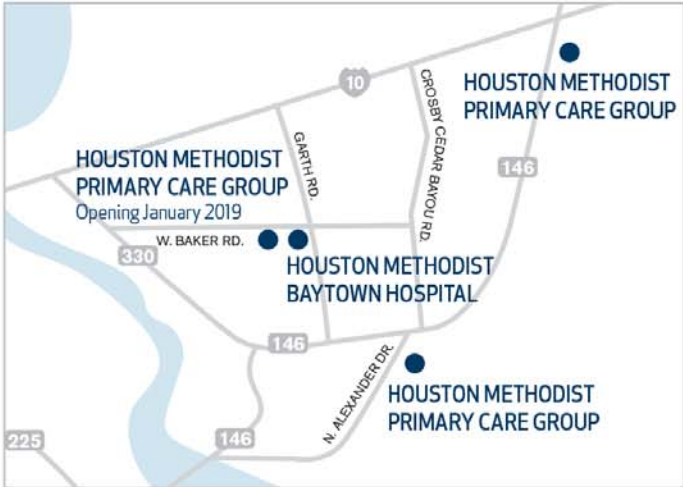 10
HOUSTON METHODIST
PRIMARY CARE GROUP
CROSBY CEDAR BAYOU RD.
GARTH RD.
146
HOUSTON METHODIST
PRIMARY CARE GROUP
Opening January 2019
W. BAKER RD.
330
HOUSTON METHODIST
BAYTOWN HOSPITAL
146
N. ALEXANDER DR.
HOUSTON METHODIST
PRIMARY CARE GROUP
225
146